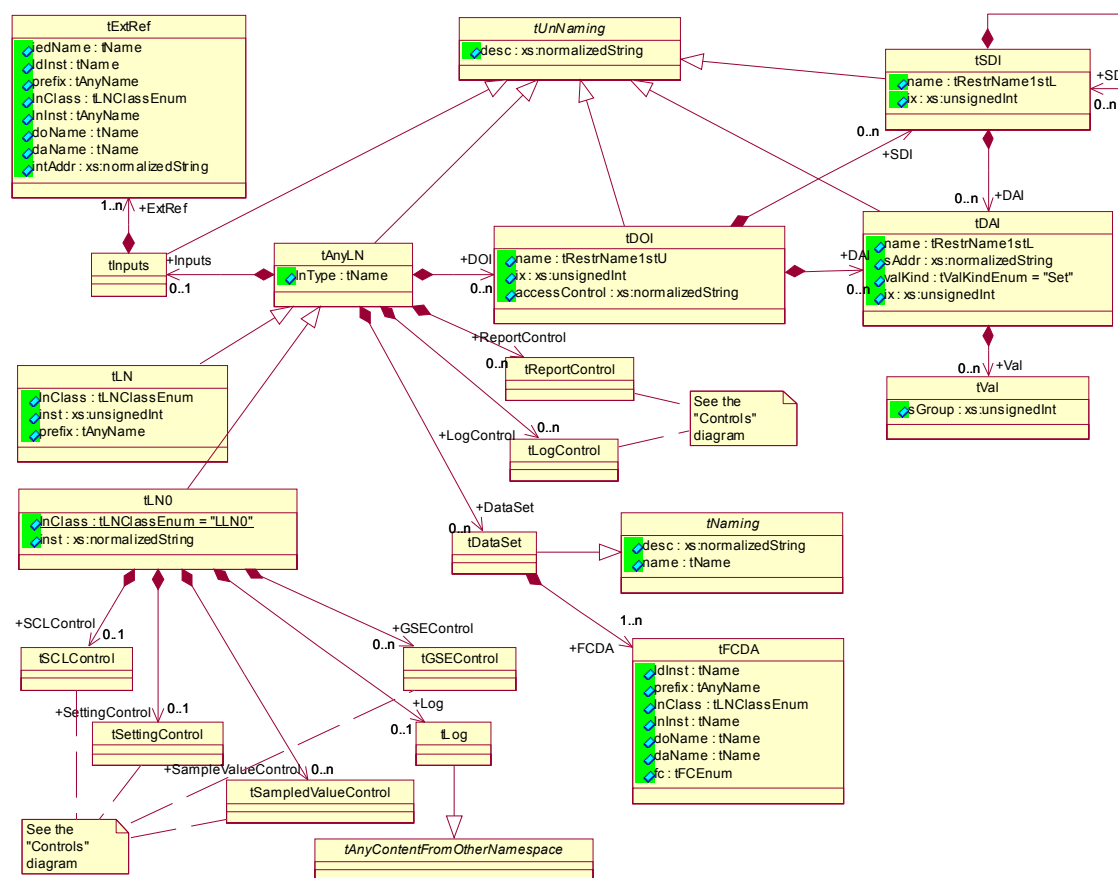 tExtRef
iedName : tName
ldInst : tName
prefix : tAnyName
lnClass : tLNClassEnum
lnInst : tAnyName
doName : tName
daName : tName
intAddr : xs:normalizedString
1..n
+ExtRef
tInputs
+Inputs
0..1
tUnNaming
desc : xs:normalizedString
tSDI
name : tRestrName1stL
ix : xs:unsignedInt
+SD
0..n
0..n
+SDI
0..n
+DAI
tAnyLN
lnType : tName
+DOI
0..n
tDOI
name : tRestrName1stU
ix : xs:unsignedInt
accessControl : xs:normalizedString
+DAI
0..n
tDAI
name : tRestrName1stL
sAddr : xs:normalizedString
valKind : tValKindEnum = "Set"
ix : xs:unsignedInt
0..n
+Val
tVal
sGroup : xs:unsignedInt
+ReportControl
0..n
tReportControl
See the
"Controls"
diagram
+LogControl
0..n
tLogControl
tLN
lnClass : tLNClassEnum
inst : xs:unsignedInt
prefix : tAnyName
tLN0
lnClass : tLNClassEnum = "LLN0"
inst : xs:normalizedString
+DataSet
0..n
tDataSet
tNaming
desc : xs:normalizedString
name : tName
1..n
+FCDA
tFCDA
ldInst : tName
prefix : tAnyName
lnClass : tLNClassEnum
lnInst : tName
doName : tName
daName : tName
fc : tFCEnum
+SCLControl
0..1
tSCLControl
+GSEControl
0..n
tGSEControl
+SettingControl
0..1
tSettingControl
+Log
0..1
tLog
+SampleValueControl
0..n
tSampledValueControl
See the
"Controls"
diagram
tAnyContentFromOtherNamespace